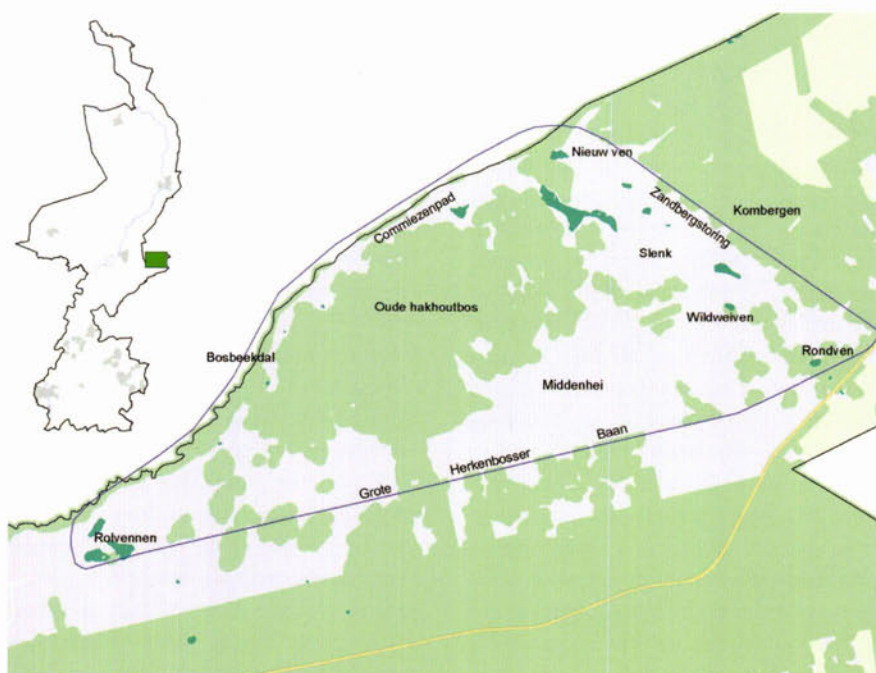 Nieuw ven
Commiezenpad
Zandbergstoring
Kombergen
Slenk
Oude hakhoutbos
Wildweiven
Bosbeekdal
Rondven
Middenhei
Grote Herkenbosser Baan
Rolvennen